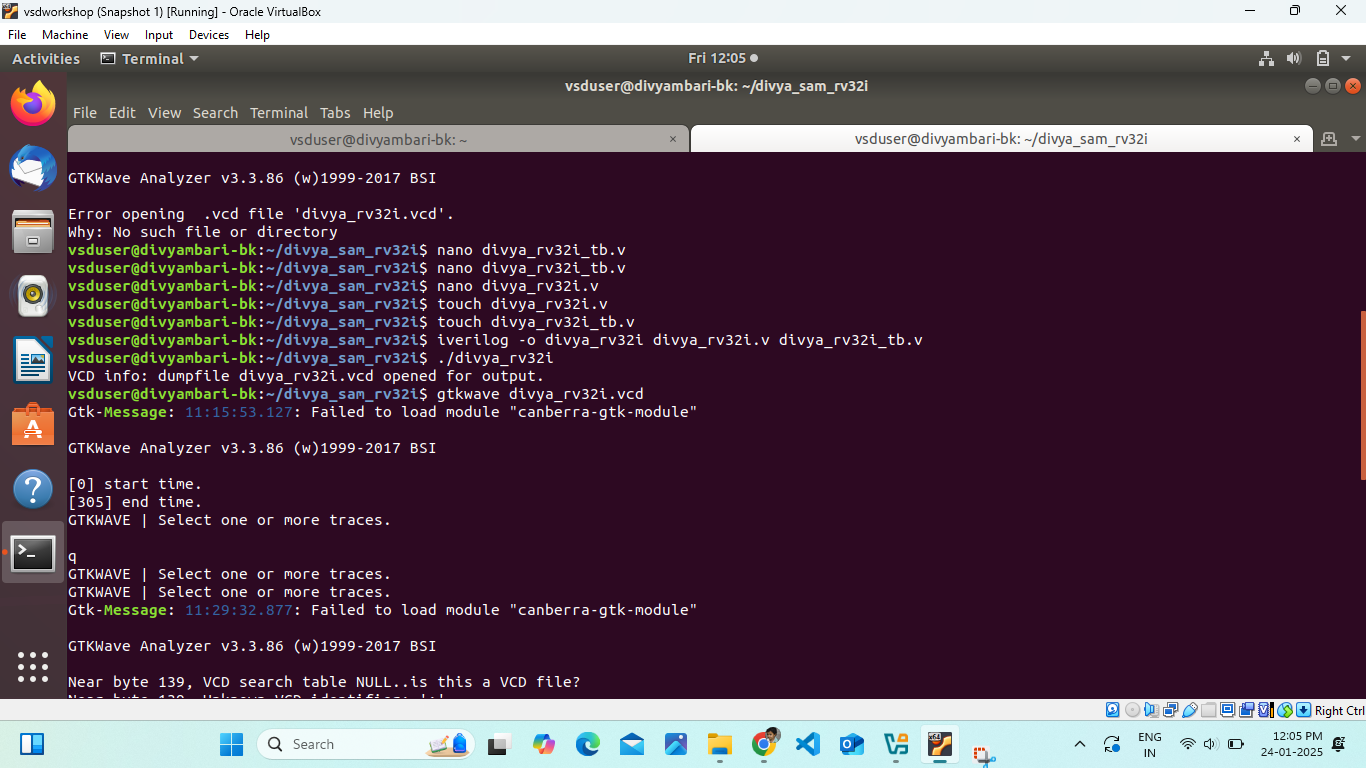 vsdworkshop (Snapshot 1) [Running] - Oracle VirtualBox
File Machine View Input Devices Help
Activities Terminal Fri 12:05
vsduser@divyambari-bk: ~/divya_sam_rv32i
File Edit View Search Terminal Tabs Help
vsduser@divyambari-bk: ~ × vsduser@divyambari-bk: ~/divya_sam_rv32i ×
GTKWave Analyzer v3.3.86 (w)1999-2017 BSI
Error opening  .vcd file 'divya_rv32i.vcd'.
Why: No such file or directory
vsduser@divyambari-bk:~/divya_sam_rv32i$ nano divya_rv32i_tb.v
vsduser@divyambari-bk:~/divya_sam_rv32i$ nano divya_rv32i_tb.v
vsduser@divyambari-bk:~/divya_sam_rv32i$ nano divya_rv32i.v
vsduser@divyambari-bk:~/divya_sam_rv32i$ touch divya_rv32i.v
vsduser@divyambari-bk:~/divya_sam_rv32i$ touch divya_rv32i_tb.v
vsduser@divyambari-bk:~/divya_sam_rv32i$ iverilog -o divya_rv32i divya_rv32i.v divya_rv32i_tb.v
vsduser@divyambari-bk:~/divya_sam_rv32i$ ./divya_rv32i
VCD info: dumpfile divya_rv32i.vcd opened for output.
vsduser@divyambari-bk:~/divya_sam_rv32i$ gtkwave divya_rv32i.vcd
Gtk-Message: 11:15:53.127: Failed to load module "canberra-gtk-module"
GTKWave Analyzer v3.3.86 (w)1999-2017 BSI
[0] start time.
[305] end time.
GTKWAVE | Select one or more traces.
q
GTKWAVE | Select one or more traces.
GTKWAVE | Select one or more traces.
Gtk-Message: 11:29:32.877: Failed to load module "canberra-gtk-module"
GTKWave Analyzer v3.3.86 (w)1999-2017 BSI
Near byte 139, VCD search table NULL..is this a VCD file?
Right Ctrl
Search
ENG
IN
12:05 PM
24-01-2025